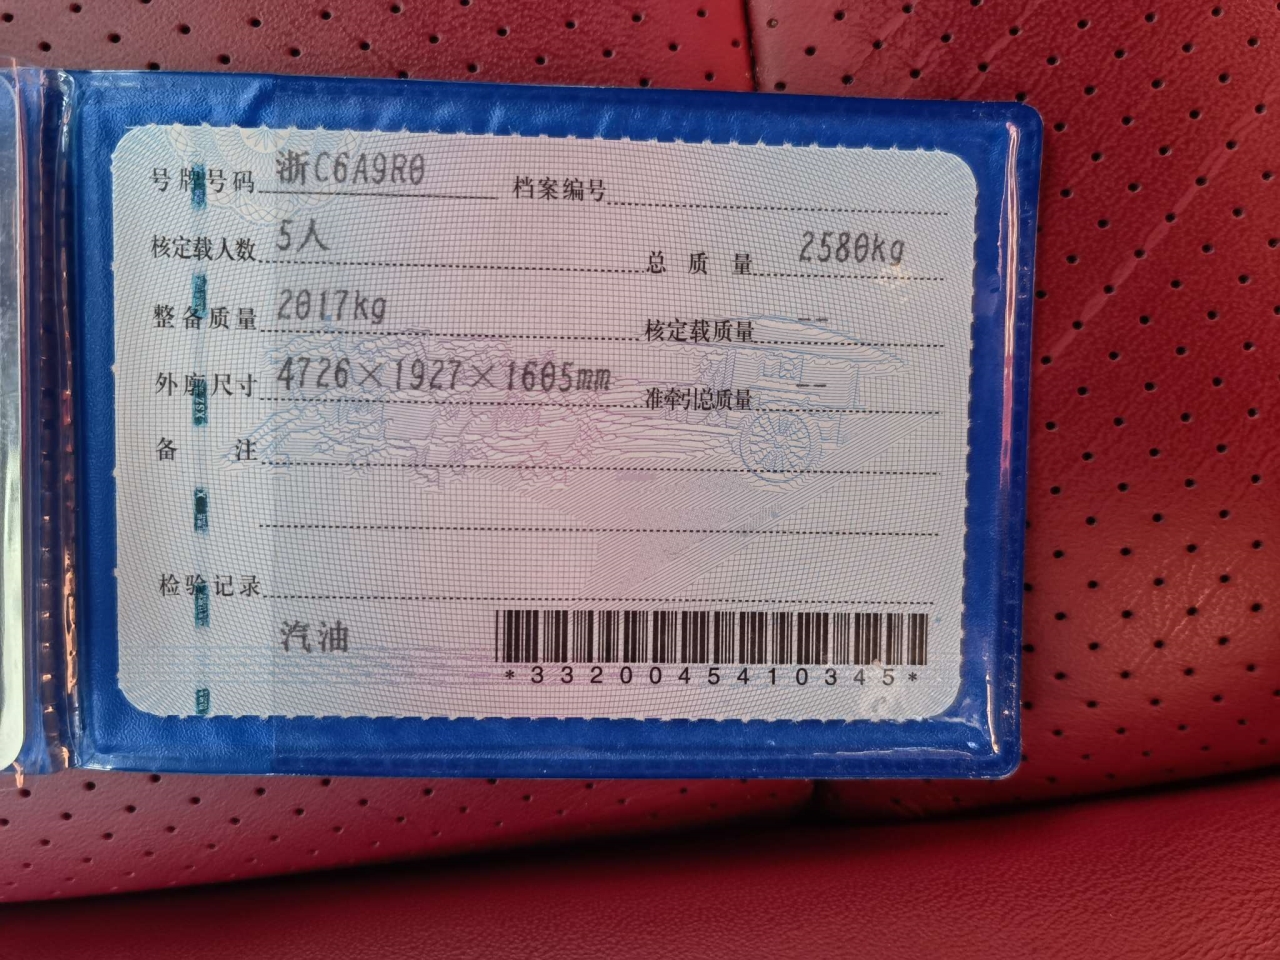 号牌号码 浙C6A9R0 档案编号
核定载人数 5人 总质量 2580kg
整备质量 2017kg 核定载质量 --
外廓尺寸 4726×1927×1605mm 准牵引总质量 --
备注
检验记录
汽油
*3320045410345*